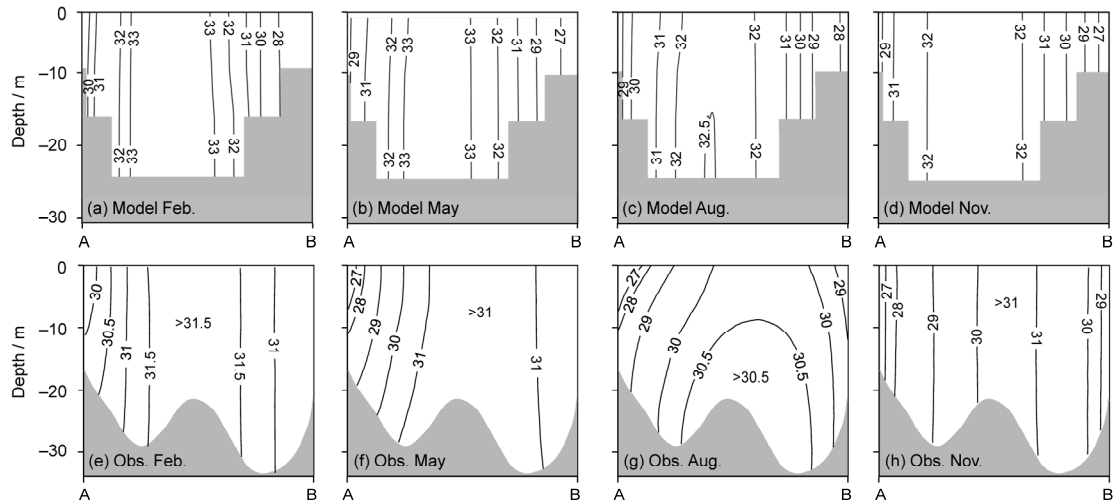 0
−10
−20
−30
Depth / m
30 31 32 33 33 32 31 30 28
32 33 33 32
(a) Model Feb.
A B
29 31 32 33 33 32 31 29 27
32 33 33 32
(b) Model May
A B
29 30 31 32 32 31 30 29 28
31 32 32.5 32
(c) Model Aug.
A B
29 31 32 32 31 30 29 27
32 32
(d) Model Nov.
A B
0
−10
−20
−30
Depth / m
30 30.5 31 31.5 >31.5 31.5 31
(e) Obs. Feb.
A B
27 28 29 30 31 >31 31
(f) Obs. May
A B
27 28 29 30 30.5 >30.5 30.5 30 29
(g) Obs. Aug.
A B
27 28 29 30 >31 31 30 29
(h) Obs. Nov.
A B